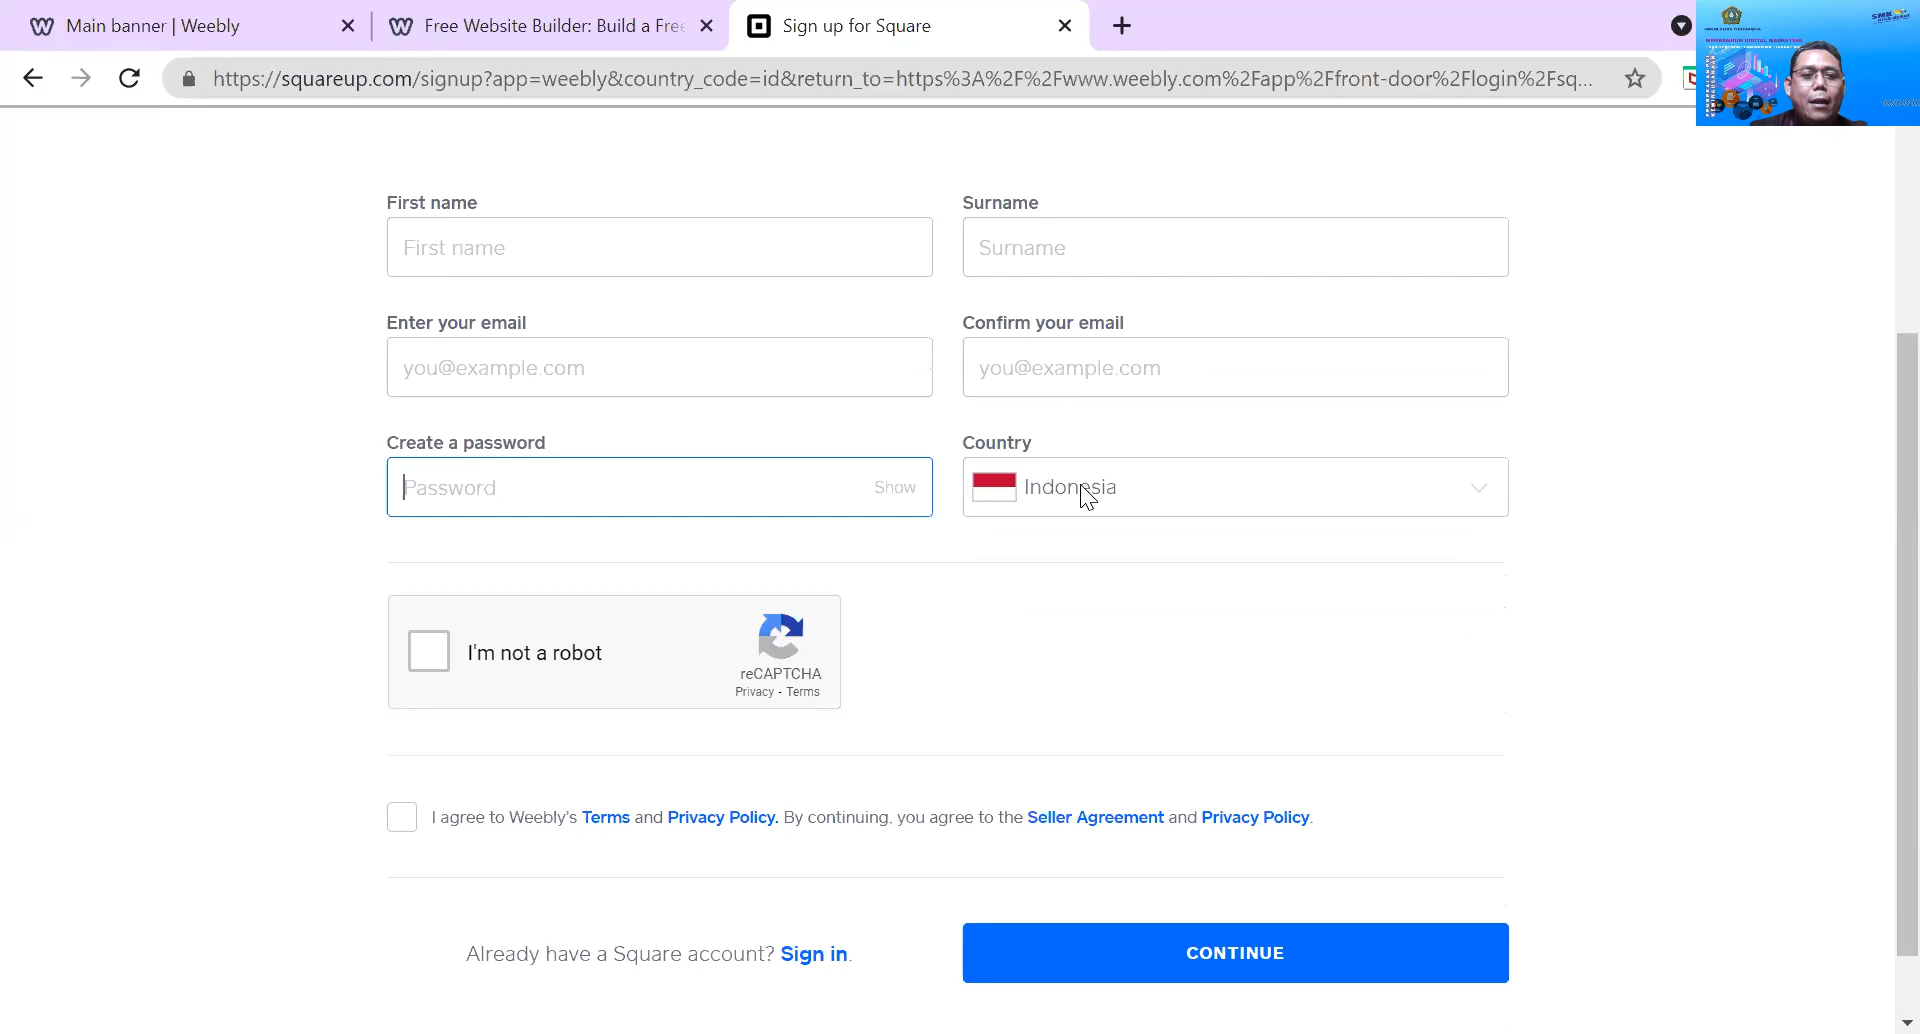 Main banner | Weebly
Free Website Builder: Build a Free
Sign up for Square
https://squareup.com/signup?app=weebly&country_code=id&return_to=https%3A%2F%2Fwww.weebly.com%2Fapp%2Ffront-door%2Flogin%2Fsq...
First name
Surname
First name
Surname
Enter your email
Confirm your email
you@example.com
you@example.com
Create a password
Country
Password
Show
Indonesia
I'm not a robot
reCAPTCHA
Privacy - Terms
I agree to Weebly's Terms and Privacy Policy. By continuing, you agree to the Seller Agreement and Privacy Policy.
Already have a Square account? Sign in.
CONTINUE